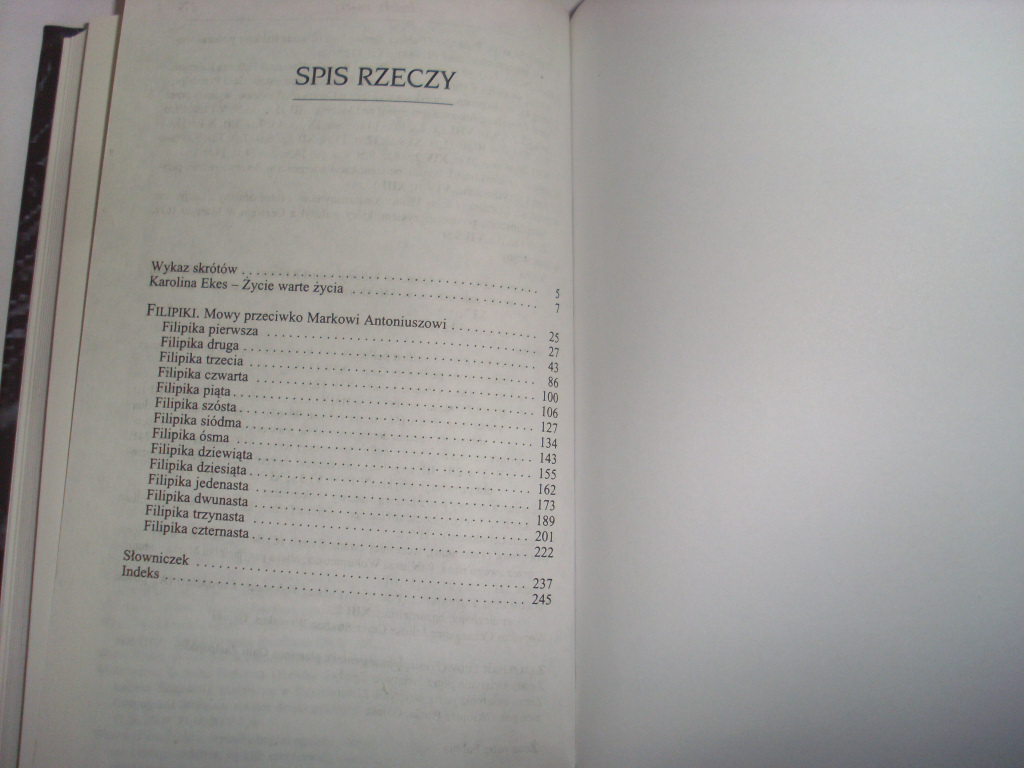 SPIS RZECZY
Wykaz skrótów . . . . . . . . . . . . . . . . . . . . . . . . . . . . . . . . . . . . . . . 5
Karolina Ekes – Życie warte życia . . . . . . . . . . . . . . . . . . . . . . . . . 7
FILIPIKI. Mowy przeciwko Markowi Antoniuszowi . . . . . . . . . . . 25
Filipika pierwsza . . . . . . . . . . . . . . . . . . . . . . . . . . . . . . . . . . . 27
Filipika druga . . . . . . . . . . . . . . . . . . . . . . . . . . . . . . . . . . . . . 43
Filipika trzecia . . . . . . . . . . . . . . . . . . . . . . . . . . . . . . . . . . . . 86
Filipika czwarta . . . . . . . . . . . . . . . . . . . . . . . . . . . . . . . . . . . 100
Filipika piąta . . . . . . . . . . . . . . . . . . . . . . . . . . . . . . . . . . . . . 106
Filipika szósta . . . . . . . . . . . . . . . . . . . . . . . . . . . . . . . . . . . . 127
Filipika siódma . . . . . . . . . . . . . . . . . . . . . . . . . . . . . . . . . . . 134
Filipika ósma . . . . . . . . . . . . . . . . . . . . . . . . . . . . . . . . . . . . . 143
Filipika dziewiąta . . . . . . . . . . . . . . . . . . . . . . . . . . . . . . . . . . 155
Filipika dziesiąta . . . . . . . . . . . . . . . . . . . . . . . . . . . . . . . . . . 162
Filipika jedenasta . . . . . . . . . . . . . . . . . . . . . . . . . . . . . . . . . . 173
Filipika dwunasta . . . . . . . . . . . . . . . . . . . . . . . . . . . . . . . . . . 189
Filipika trzynasta . . . . . . . . . . . . . . . . . . . . . . . . . . . . . . . . . . 201
Filipika czternasta . . . . . . . . . . . . . . . . . . . . . . . . . . . . . . . . . 222
Słowniczek . . . . . . . . . . . . . . . . . . . . . . . . . . . . . . . . . . . . . . . 237
Indeks . . . . . . . . . . . . . . . . . . . . . . . . . . . . . . . . . . . . . . . . . . . 245